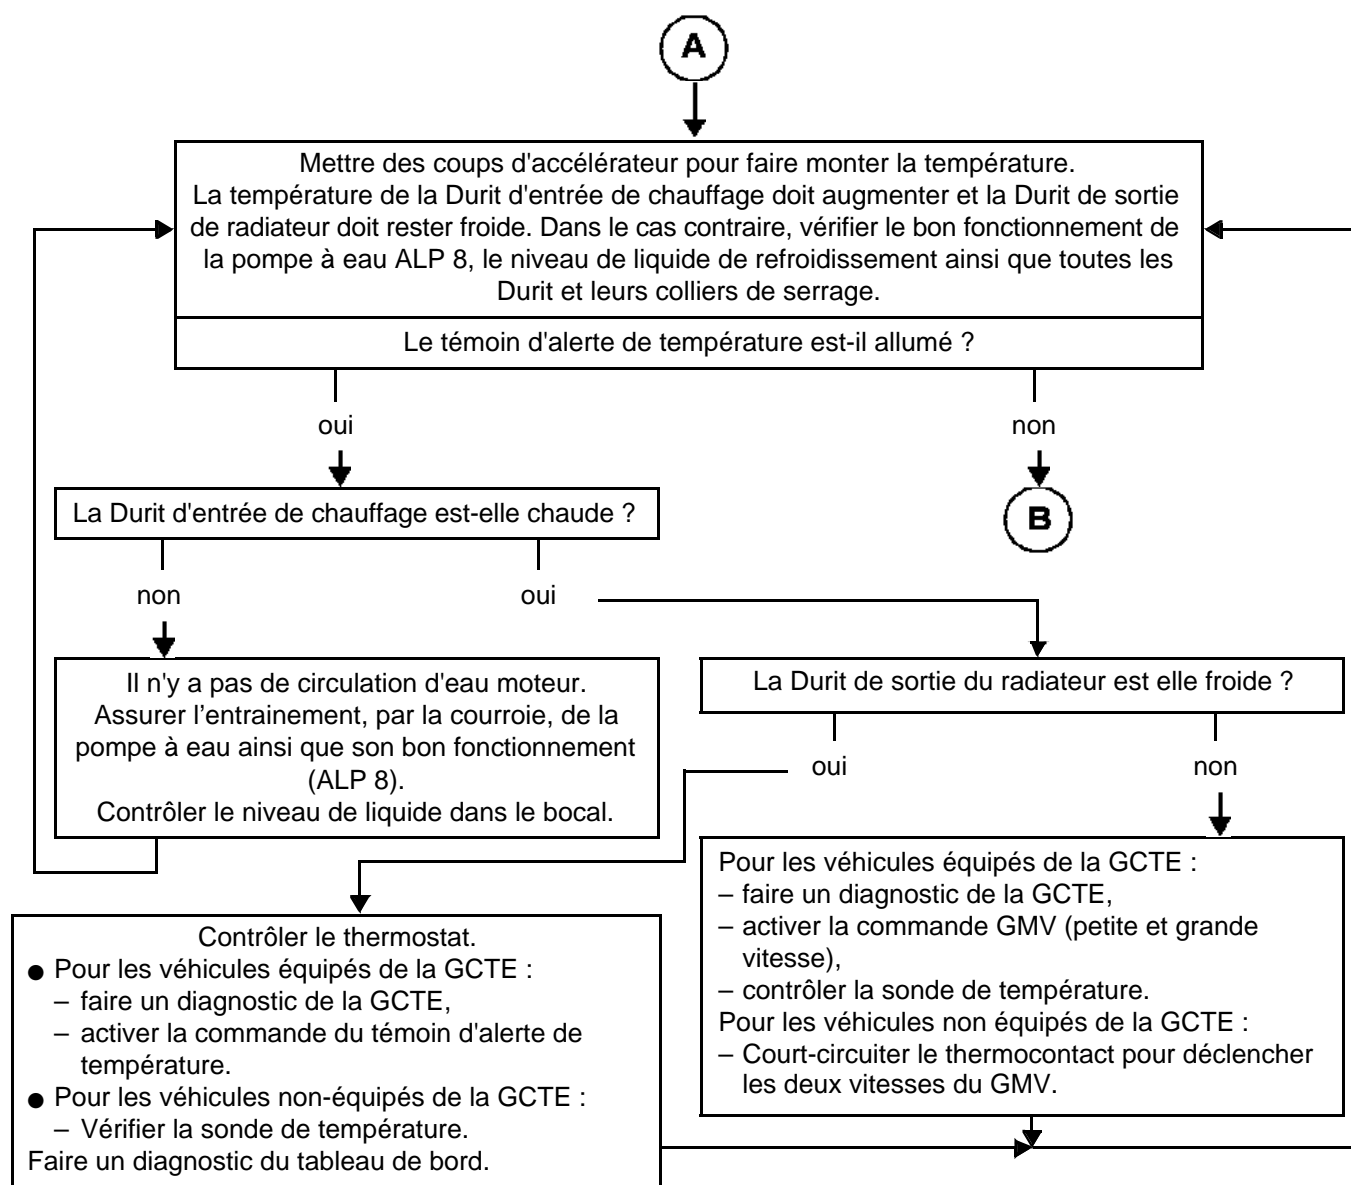 A
Mettre des coups d'accélérateur pour faire monter la température.
La température de la Durit d'entrée de chauffage doit augmenter et la Durit de sortie
de radiateur doit rester froide. Dans le cas contraire, vérifier le bon fonctionnement de
la pompe à eau ALP 8, le niveau de liquide de refroidissement ainsi que toutes les
Durit et leurs colliers de serrage.
Le témoin d'alerte de température est-il allumé ?
oui
non
La Durit d'entrée de chauffage est-elle chaude ?
B
non
oui
Il n'y a pas de circulation d'eau moteur.
Assurer l’entrainement, par la courroie, de la
pompe à eau ainsi que son bon fonctionnement
(ALP 8).
Contrôler le niveau de liquide dans le bocal.
La Durit de sortie du radiateur est elle froide ?
oui
non
Contrôler le thermostat.
● Pour les véhicules équipés de la GCTE :
– faire un diagnostic de la GCTE,
– activer la commande du témoin d'alerte de
température.
● Pour les véhicules non-équipés de la GCTE :
– Vérifier la sonde de température.
Faire un diagnostic du tableau de bord.
Pour les véhicules équipés de la GCTE :
– faire un diagnostic de la GCTE,
– activer la commande GMV (petite et grande
vitesse),
– contrôler la sonde de température.
Pour les véhicules non équipés de la GCTE :
– Court-circuiter le thermocontact pour déclencher
les deux vitesses du GMV.